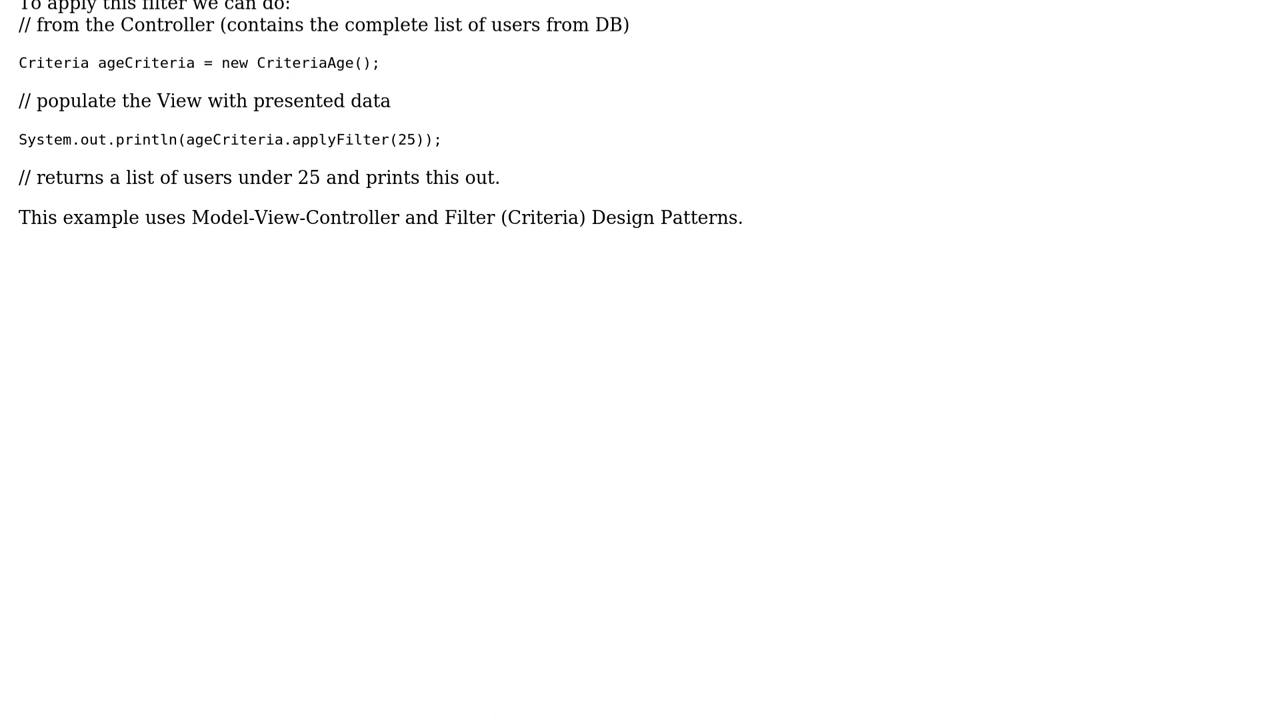 To apply this filter we can do:
// from the Controller (contains the complete list of users from DB)
Criteria ageCriteria = new CriteriaAge();
// populate the View with presented data
System.out.println(ageCriteria.applyFilter(25));
// returns a list of users under 25 and prints this out.
This example uses Model-View-Controller and Filter (Criteria) Design Patterns.